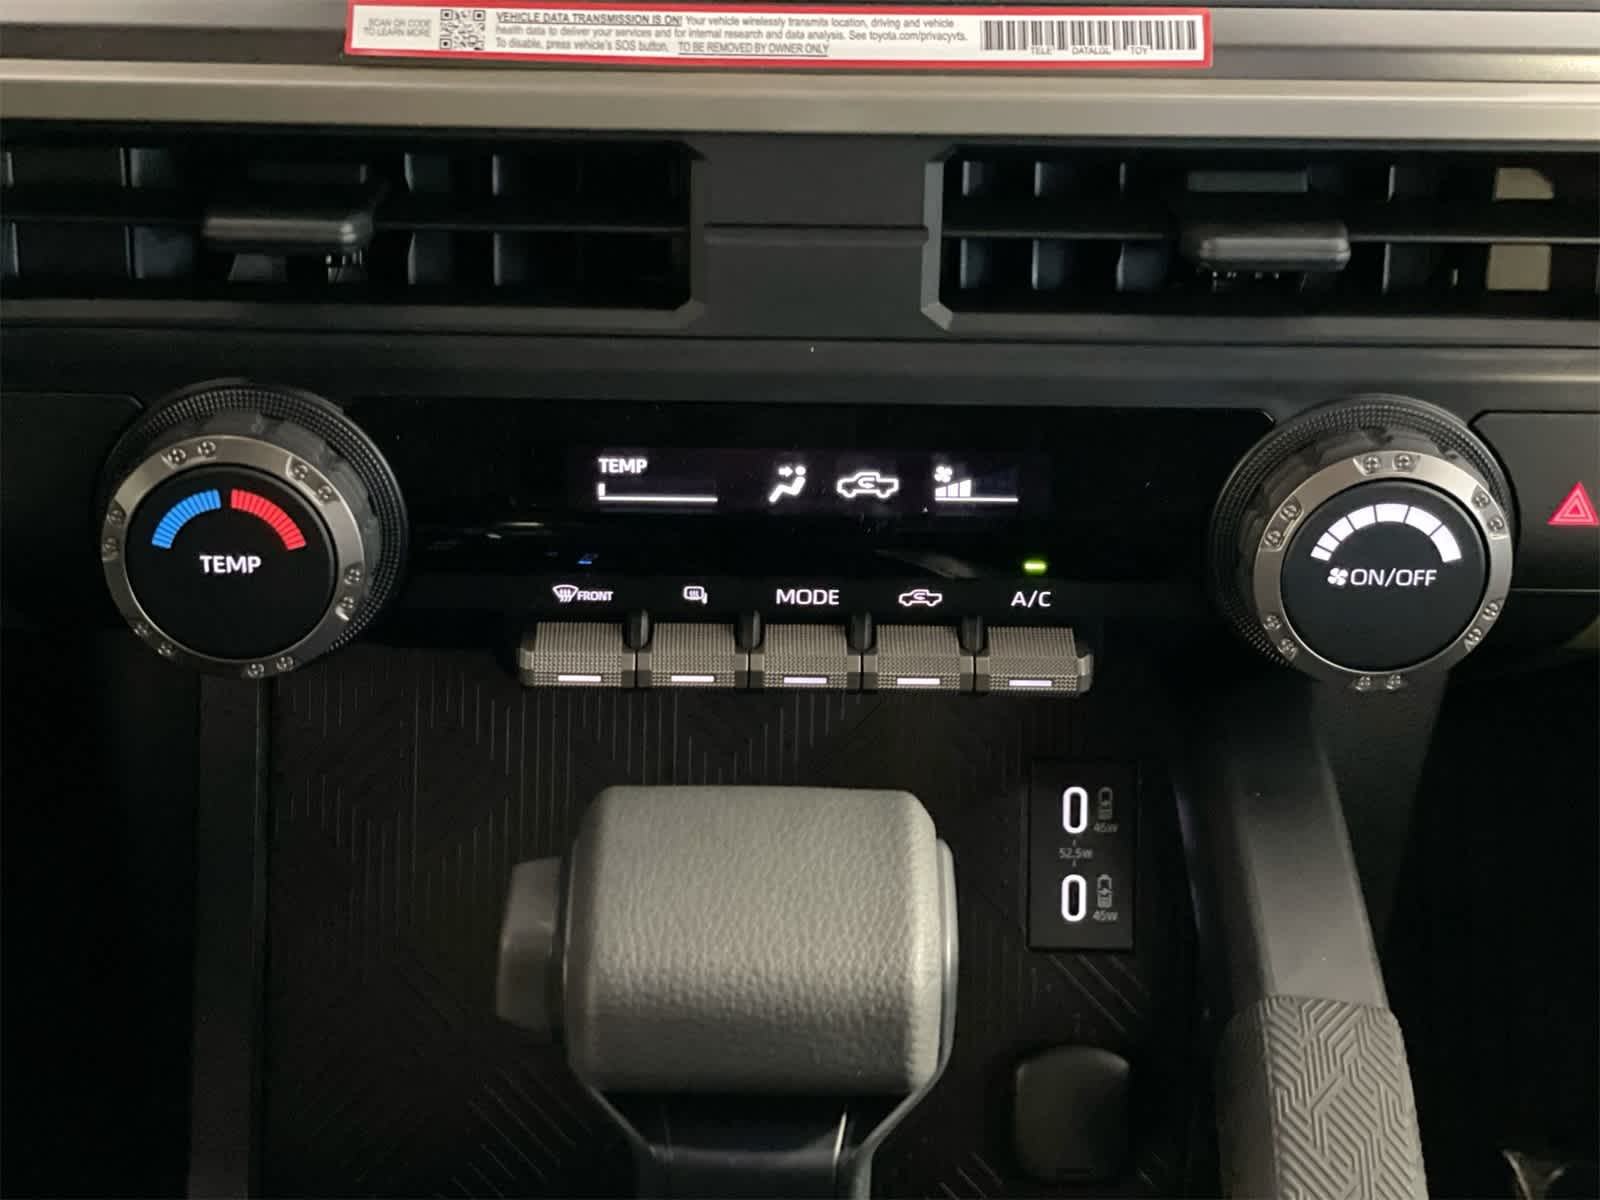 SCAN QR CODE
TO LEARN MORE
VEHICLE DATA TRANSMISSION IS ON! Your vehicle wirelessly transmits location, driving and vehicle
health data to deliver your services and for internal research and data analysis. See toyota.com/privacyvts.
To disable, press vehicle's SOS button. TO BE REMOVED BY OWNER ONLY
TELE DATALGL TOY
TEMP
TEMP
ON/OFF
FRONT
MODE
A/C
45W
52.5W
45W